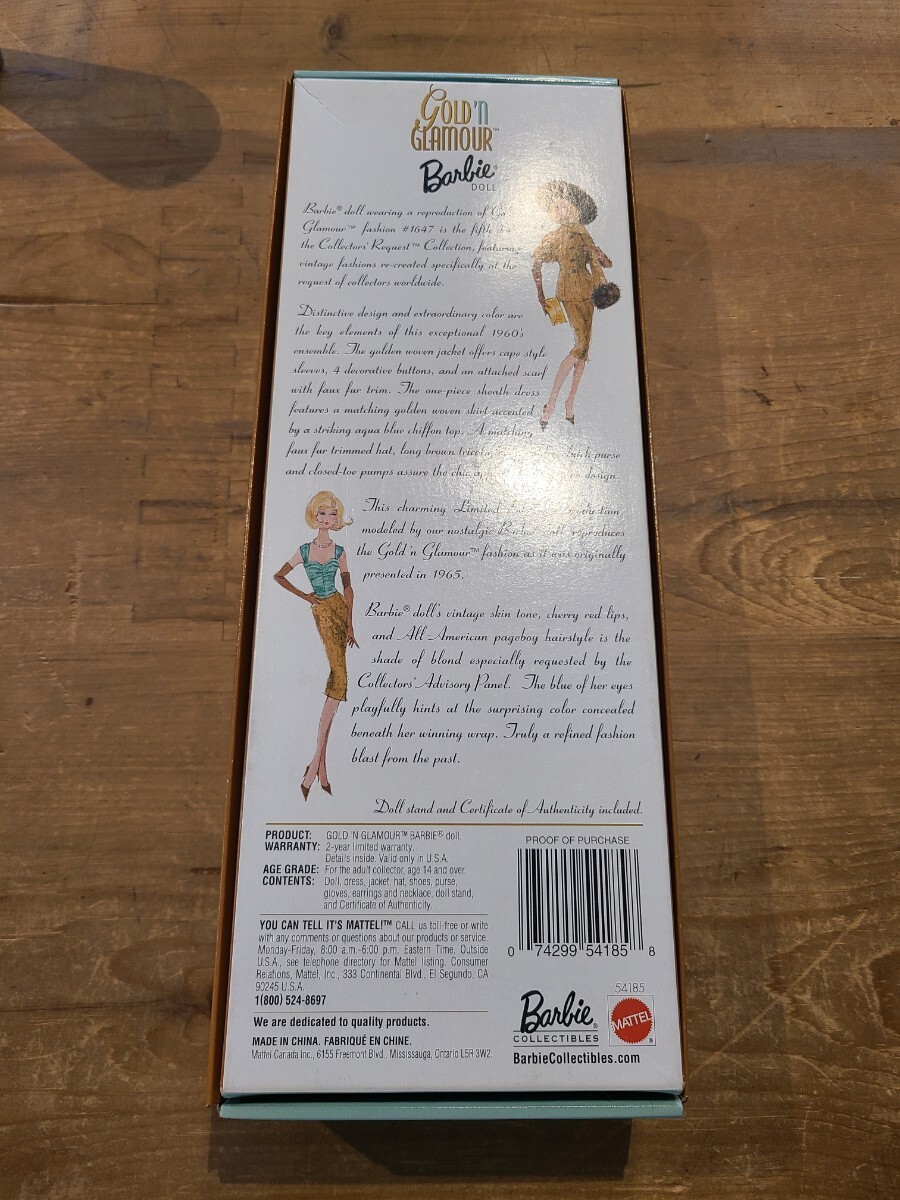 GOLD 'N
GLAMOUR™
Barbie®
DOLL
Barbie® doll wearing a reproduction of Go
Glamour™ fashion #1647 is the fifth
the Collectors' Request™ Collection, featuring
vintage fashions re-created specifically at the
request of collectors worldwide.
Distinctive design and extraordinary color are
the key elements of this exceptional 1960's
ensemble. The golden woven jacket offers cape style
sleeves, 4 decorative buttons, and an attached scarf
with faux fur trim. The one-piece sheath dress
features a matching golden woven skirt accented
by a striking aqua blue chiffon top. A matching
faux fur trimmed hat, long brown purse
and closed-toe pumps assure the design.
This charming Limited
modeled by our nostalgic reproduces
the Gold 'n Glamour™ fashion as it was originally
presented in 1965.
Barbie® doll's vintage skin tone, cherry red lips,
and All American pageboy hairstyle is the
shade of blond especially requested by the
Collectors' Advisory Panel. The blue of her eyes
playfully hints at the surprising color concealed
beneath her winning wrap. Truly a refined fashion
blast from the past.
Doll stand and Certificate of Authenticity included.
PRODUCT: GOLD 'N GLAMOUR™ BARBIE® doll.
WARRANTY: 2-year limited warranty.
Details inside. Valid only in U.S.A.
AGE GRADE: For the adult collector, age 14 and over.
CONTENTS: Doll, dress, jacket, hat, shoes, purse,
gloves, earrings and necklace, doll stand,
and Certificate of Authenticity.
YOU CAN TELL IT'S MATTEL!™ CALL us toll-free or write
with any comments or questions about our products or service.
Monday-Friday, 8:00 a.m.-6:00 p.m. Eastern Time. Outside
U.S.A., see telephone directory for Mattel listing. Consumer
Relations, Mattel, Inc., 333 Continental Blvd., El Segundo, CA
90245 U.S.A.
1(800) 524-8697
We are dedicated to quality products.
MADE IN CHINA. FABRIQUÉ EN CHINE.
Mattel Canada Inc., 6155 Freemont Blvd., Mississauga, Ontario L5R 3W2.
PROOF OF PURCHASE
0 74299 54185 8
54185
Barbie®
COLLECTIBLES
MATTEL®
BarbieCollectibles.com